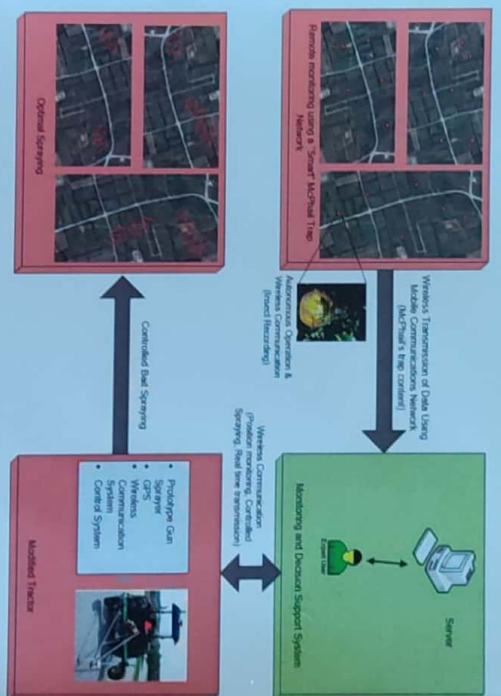 Remote monitoring using a "Smart" McPhail Trap
Network
Autonomous Operation &
Wireless Communication
(Insect Recording)
Wireless Transmission of Data Using
Mobile Communications Network
(McPhail's trap content)
Server
Expert User
Monitoring and Decision Support System
Wireless Communication
(Position monitoring, Controlled
Spraying, Real time transmission)
• Prototype Gun
Sprayer
• GPS
• Wireless
Communication
System
• Control System
Modified Tractor
Controlled Bait Spraying
Optimal Spraying